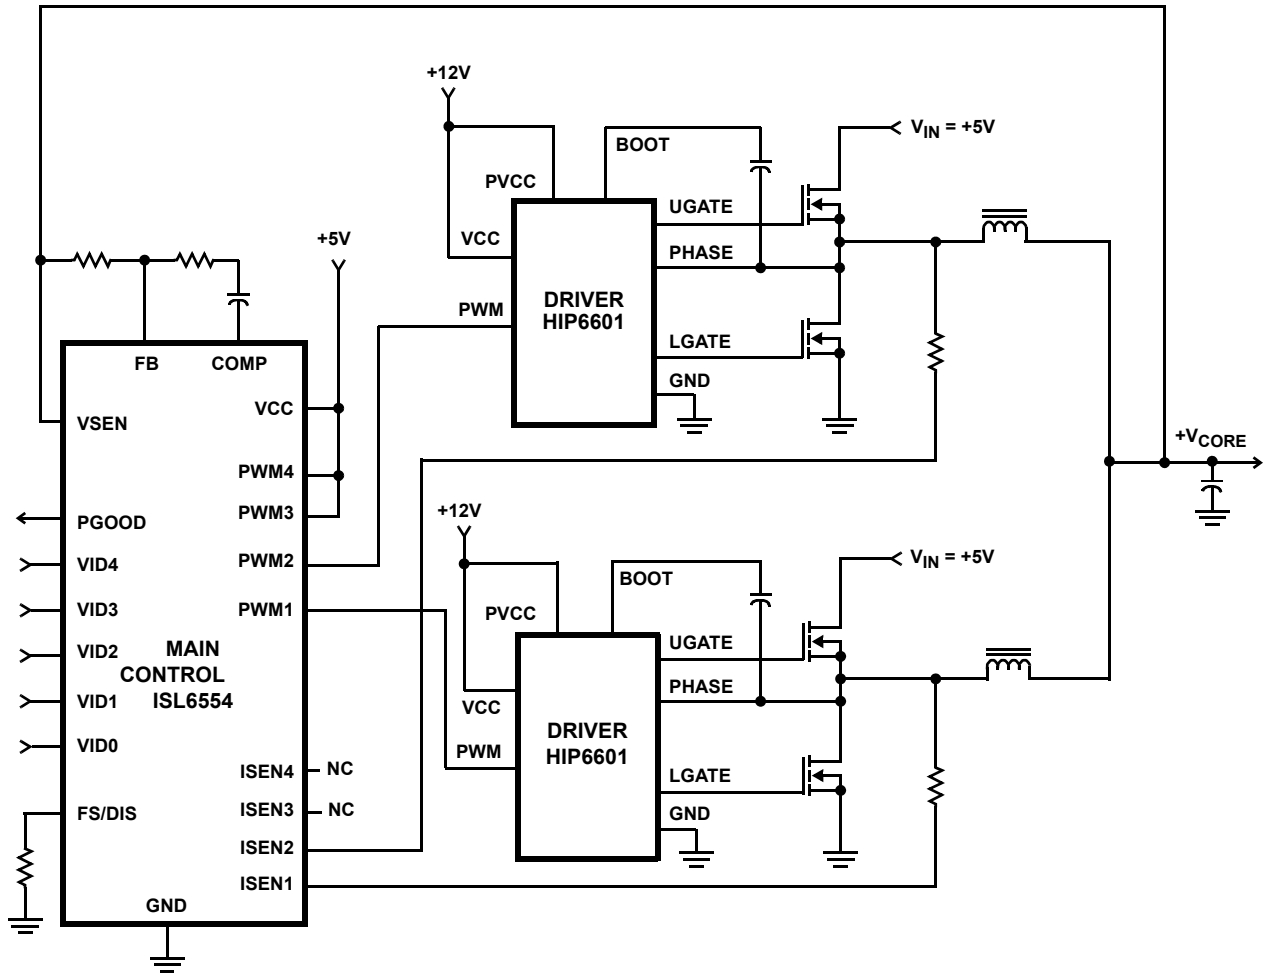 +12V
BOOT
V_IN = +5V
PVCC
UGATE
VCC
PHASE
+5V
DRIVER
HIP6601
PWM
LGATE
GND
FB
COMP
VCC
VSEN
PWM4
PWM3
PGOOD
PWM2
VID4
PWM1
VID3
VID2
MAIN
CONTROL
ISL6554
VID1
VID0
ISEN4
NC
ISEN3
NC
FS/DIS
ISEN2
ISEN1
GND
+V_CORE
+12V
V_IN = +5V
BOOT
PVCC
UGATE
PHASE
VCC
DRIVER
HIP6601
PWM
LGATE
GND